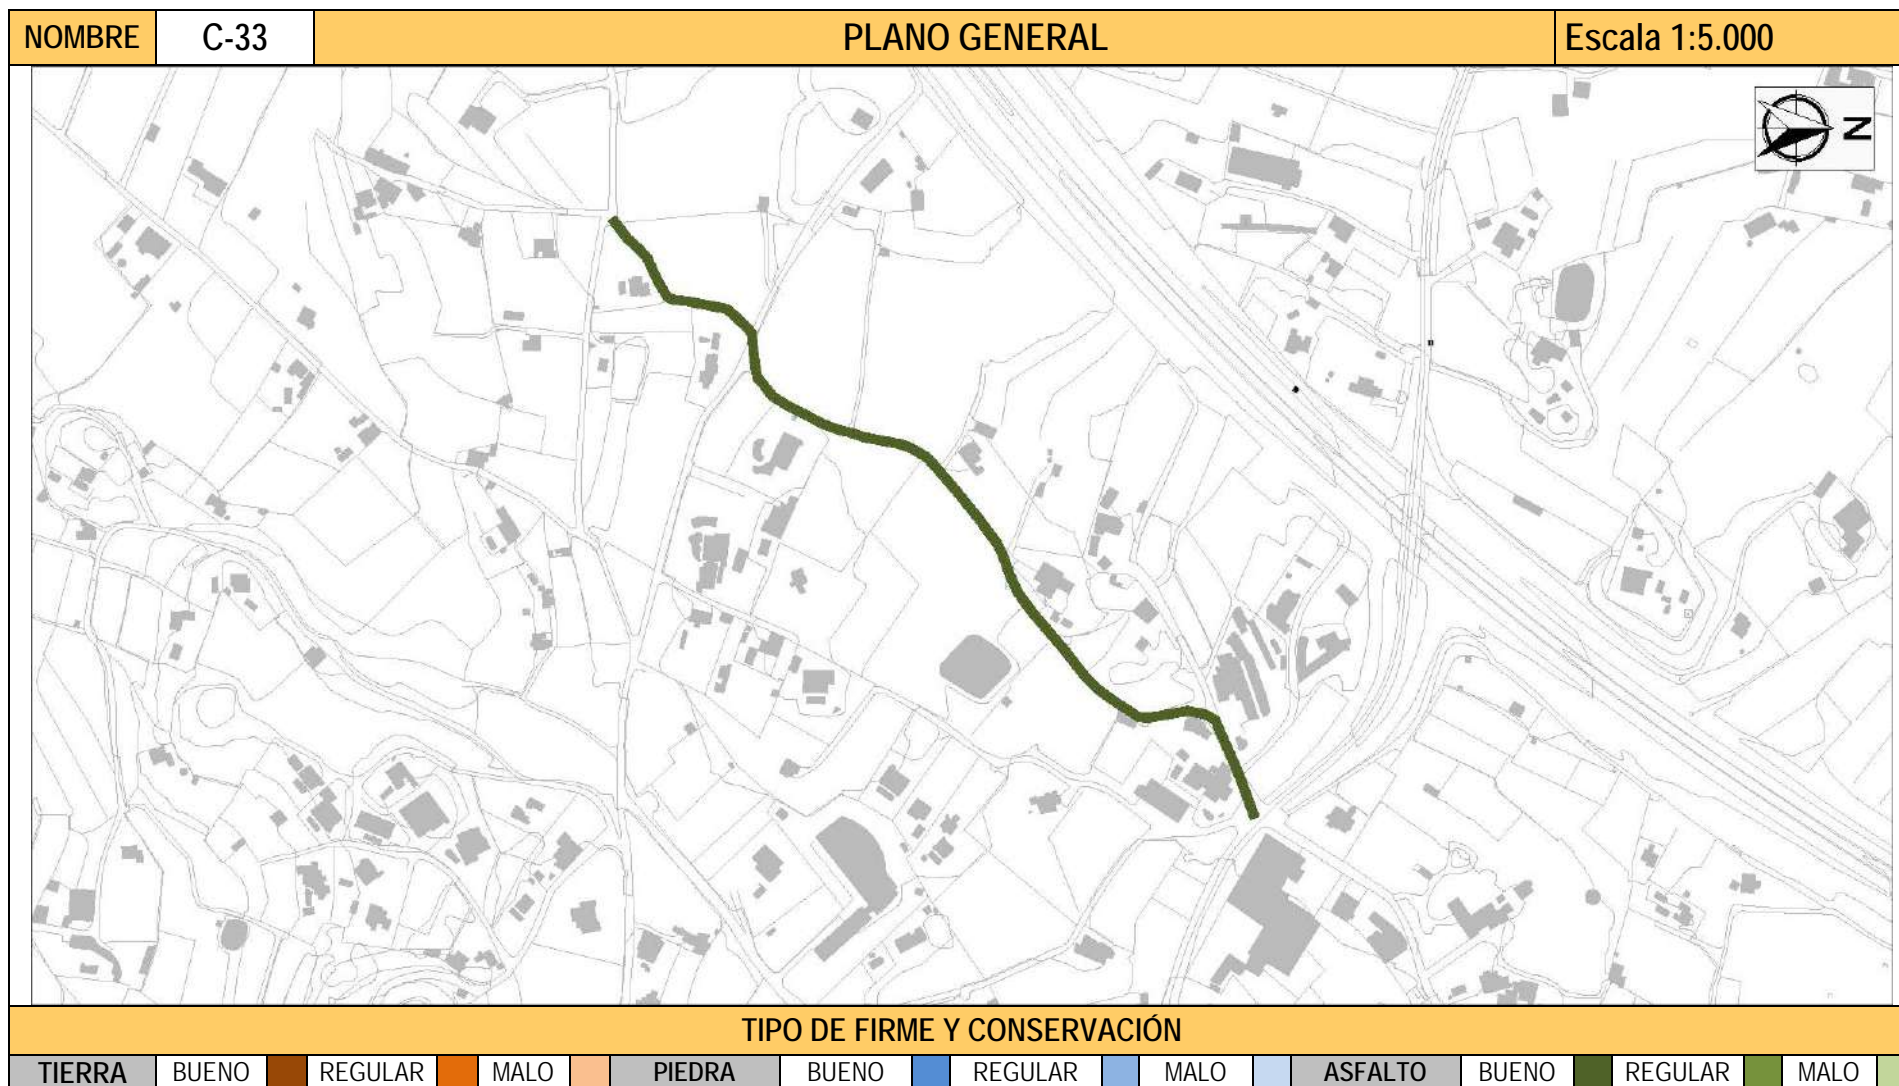 NOMBRE C-33 PLANO GENERAL Escala 1:5.000
N
TIPO DE FIRME Y CONSERVACIÓN
TIERRA BUENO REGULAR MALO PIEDRA BUENO REGULAR MALO ASFALTO BUENO REGULAR MALO